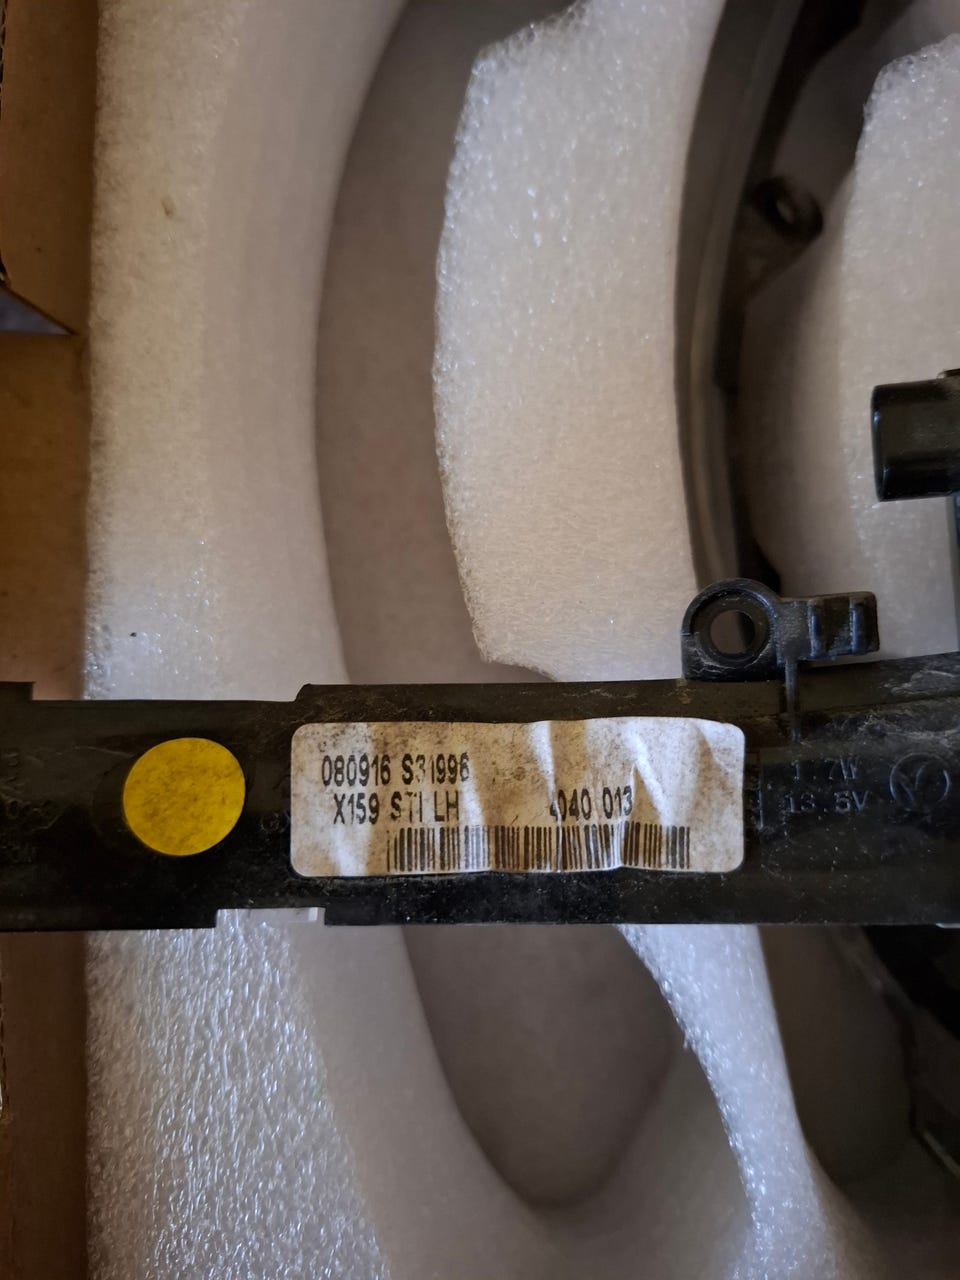 080916 S31996
X159 STI LH 4040 013
1.7W
13.5V